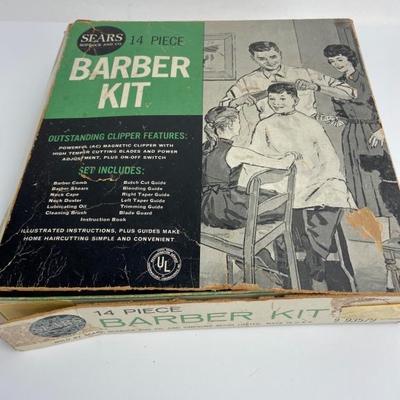 SEARS
ROEBUCK AND CO
14 PIECE
BARBER
KIT
OUTSTANDING CLIPPER FEATURES:
POWERFUL (AC) MAGNETIC CLIPPER WITH
HIGH TEMPER CUTTING BLADES AND POWER
ADJUSTMENT, PLUS ON-OFF SWITCH
SET INCLUDES:
Barber Comb Butch Cut Guide
Barber Shears Blending Guide
Neck Cape Right Taper Guide
Neck Duster Left Taper Guide
Lubricating Oil Trimming Guide
Cleaning Brush Blade Guard
Instruction Book
ILLUSTRATED INSTRUCTIONS, PLUS GUIDES MAKE
HOME HAIRCUTTING SIMPLE AND CONVENIENT.
UL
SEARS
14 PIECE
BARBER KIT